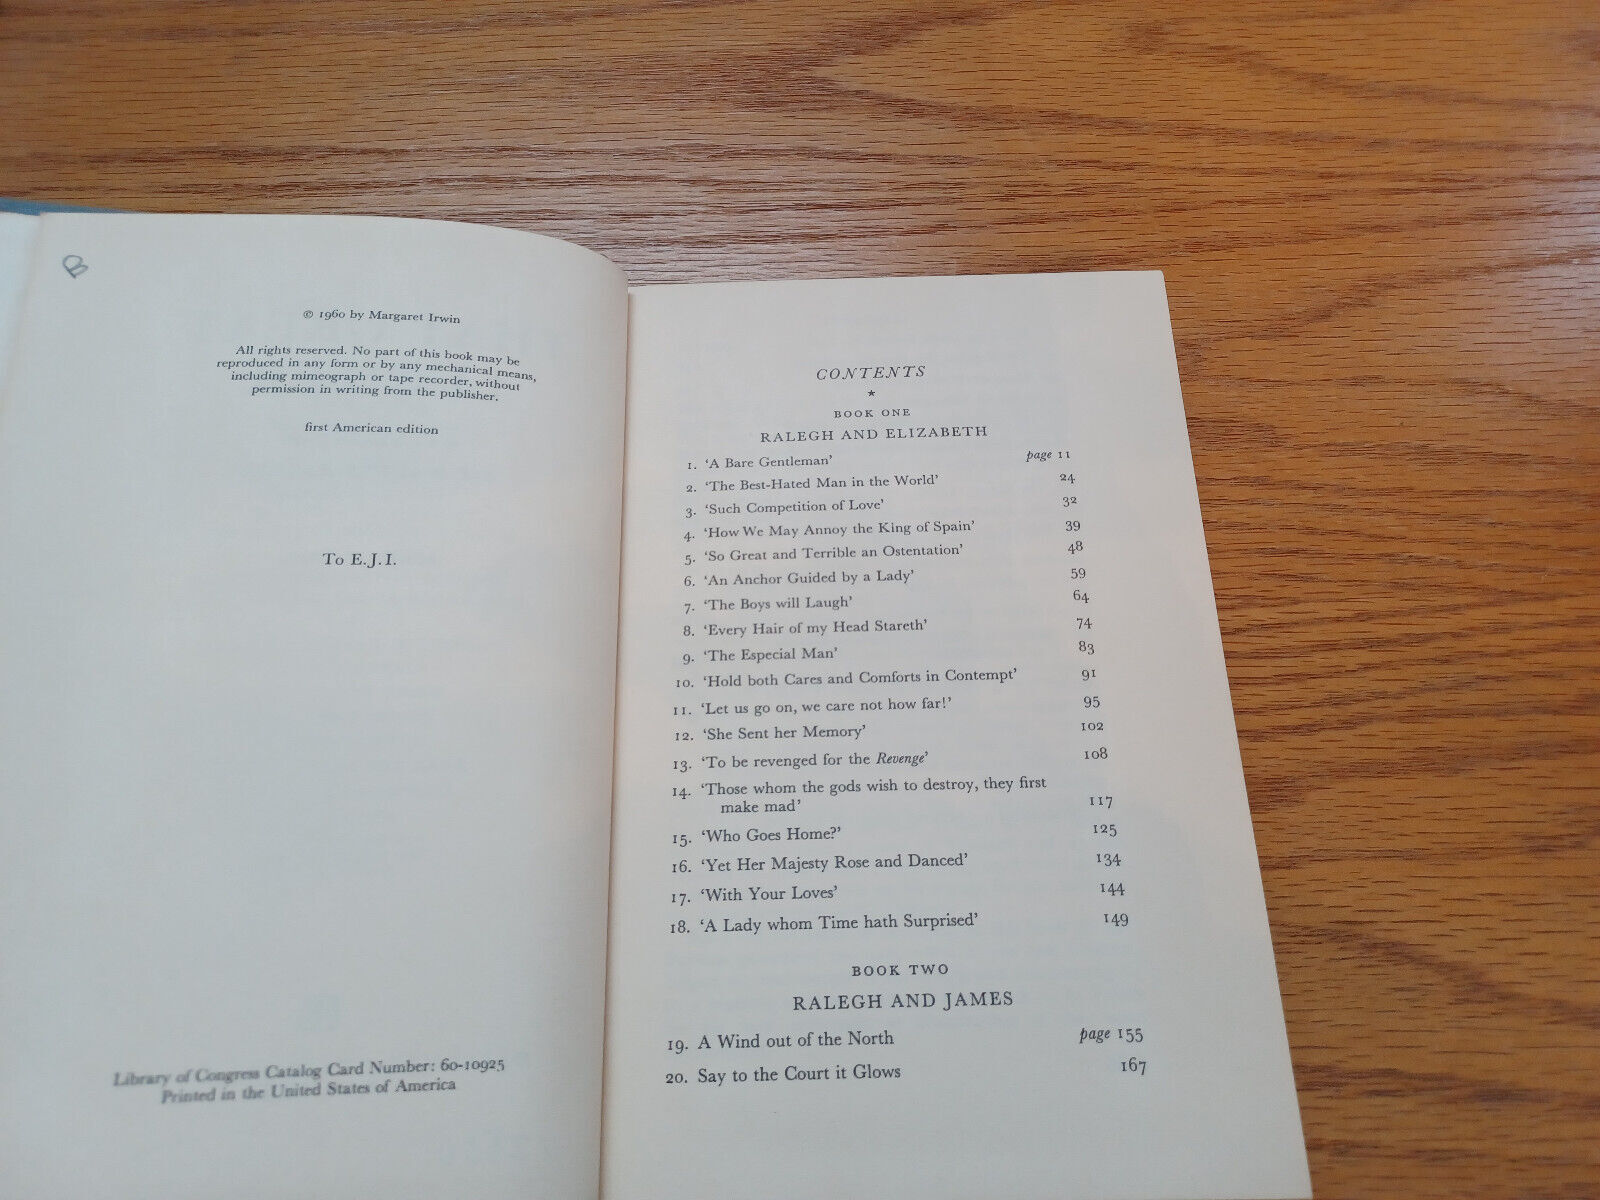 B
© 1960 by Margaret Irwin
All rights reserved. No part of this book may be
reproduced in any form or by any mechanical means,
including mimeograph or tape recorder, without
permission in writing from the publisher.
first American edition
To E.J.I.
Library of Congress Catalog Card Number: 60-10925
Printed in the United States of America
CONTENTS
★
BOOK ONE
RALEGH AND ELIZABETH
1. ‘A Bare Gentleman’ page 11
2. ‘The Best-Hated Man in the World’ 24
3. ‘Such Competition of Love’ 32
4. ‘How We May Annoy the King of Spain’ 39
5. ‘So Great and Terrible an Ostentation’ 48
6. ‘An Anchor Guided by a Lady’ 59
7. ‘The Boys will Laugh’ 64
8. ‘Every Hair of my Head Stareth’ 74
9. ‘The Especial Man’ 83
10. ‘Hold both Cares and Comforts in Contempt’ 91
11. ‘Let us go on, we care not how far!’ 95
12. ‘She Sent her Memory’ 102
13. ‘To be revenged for the Revenge’ 108
14. ‘Those whom the gods wish to destroy, they first
make mad’ 117
15. ‘Who Goes Home?’ 125
16. ‘Yet Her Majesty Rose and Danced’ 134
17. ‘With Your Loves’ 144
18. ‘A Lady whom Time hath Surprised’ 149
BOOK TWO
RALEGH AND JAMES
19. A Wind out of the North page 155
20. Say to the Court it Glows 167